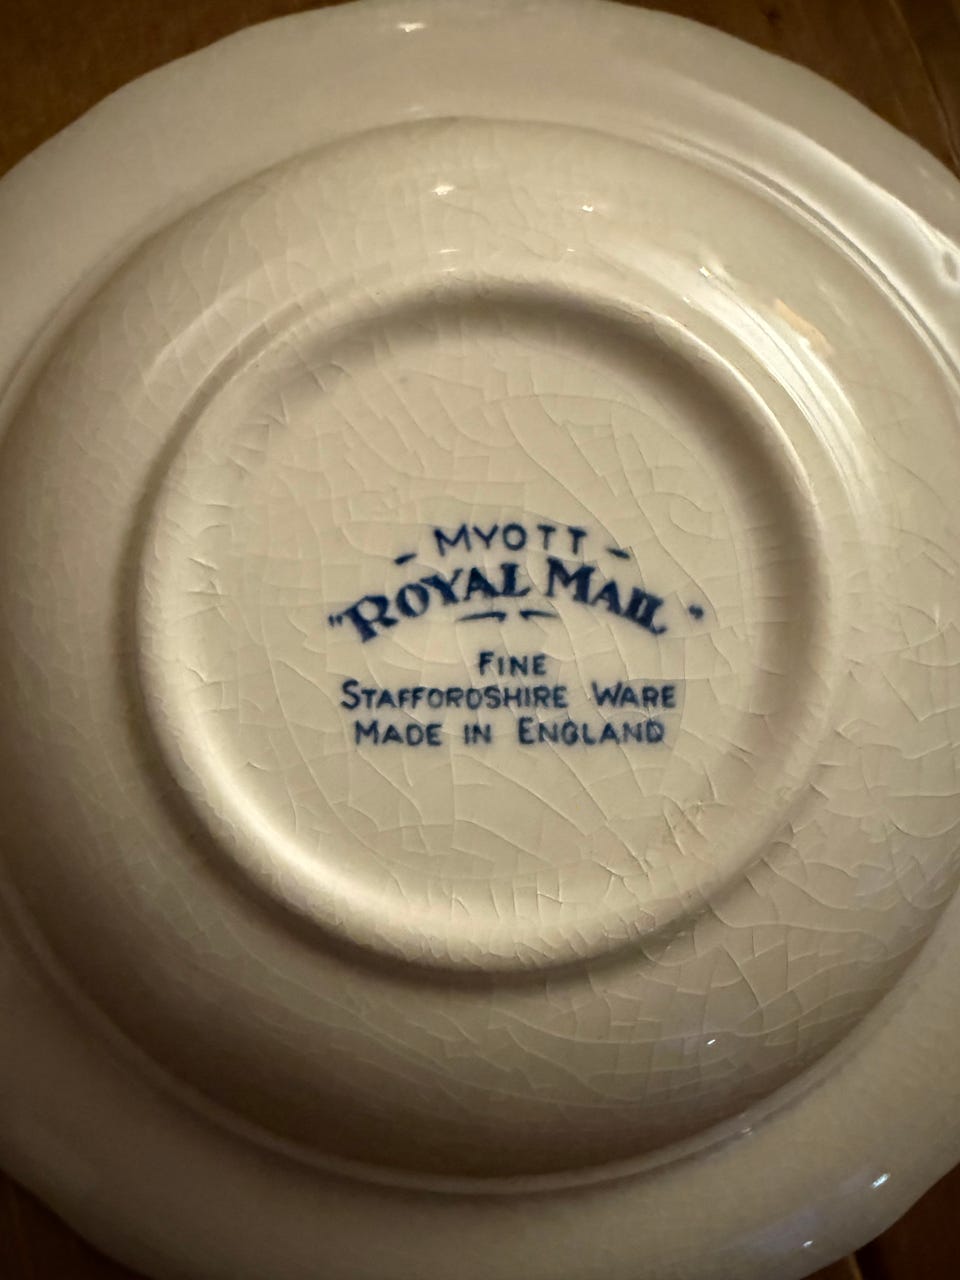 - MYOTT -
"ROYAL MAIL"
FINE
STAFFORDSHIRE WARE
MADE IN ENGLAND